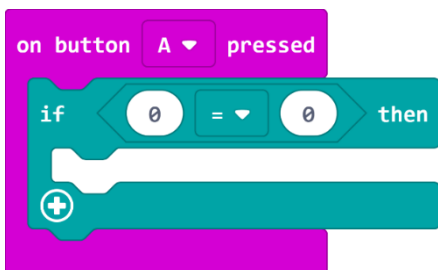 on button A pressed
if 0 = 0 then